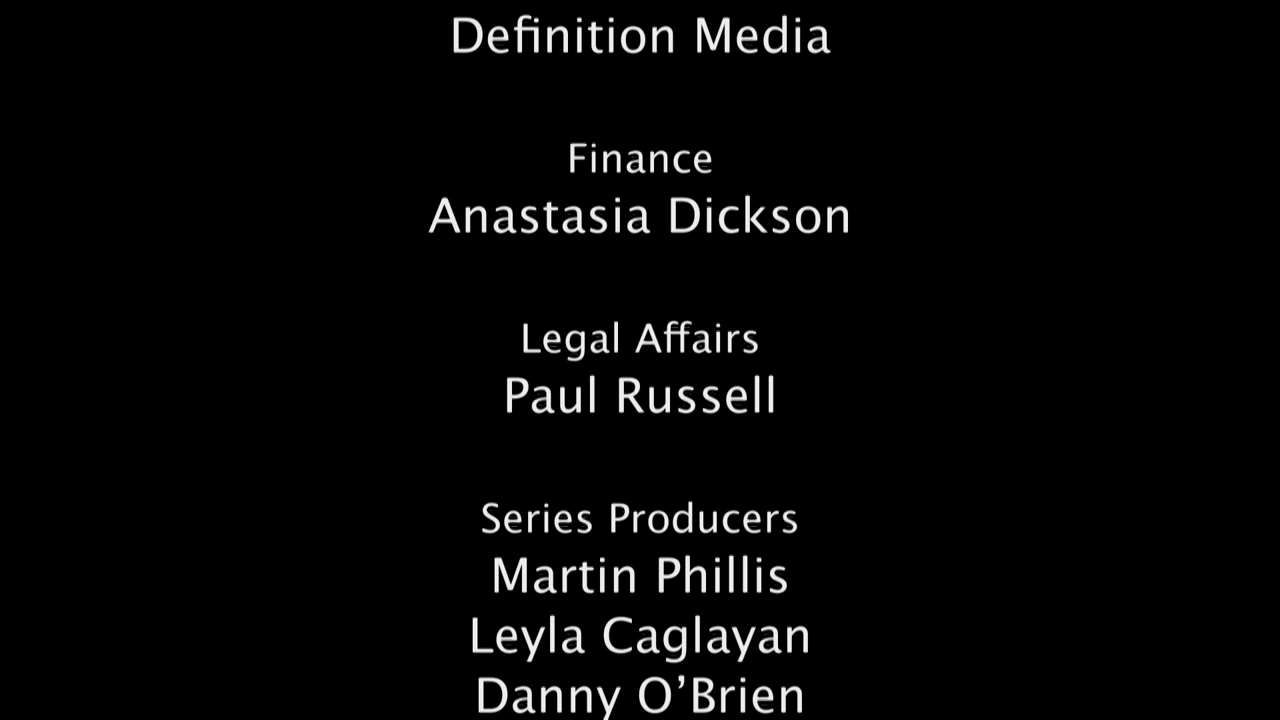 Definition Media
Finance
Anastasia Dickson
Legal Affairs
Paul Russell
Series Producers
Martin Phillis
Leyla Caglayan
Danny O’Brien